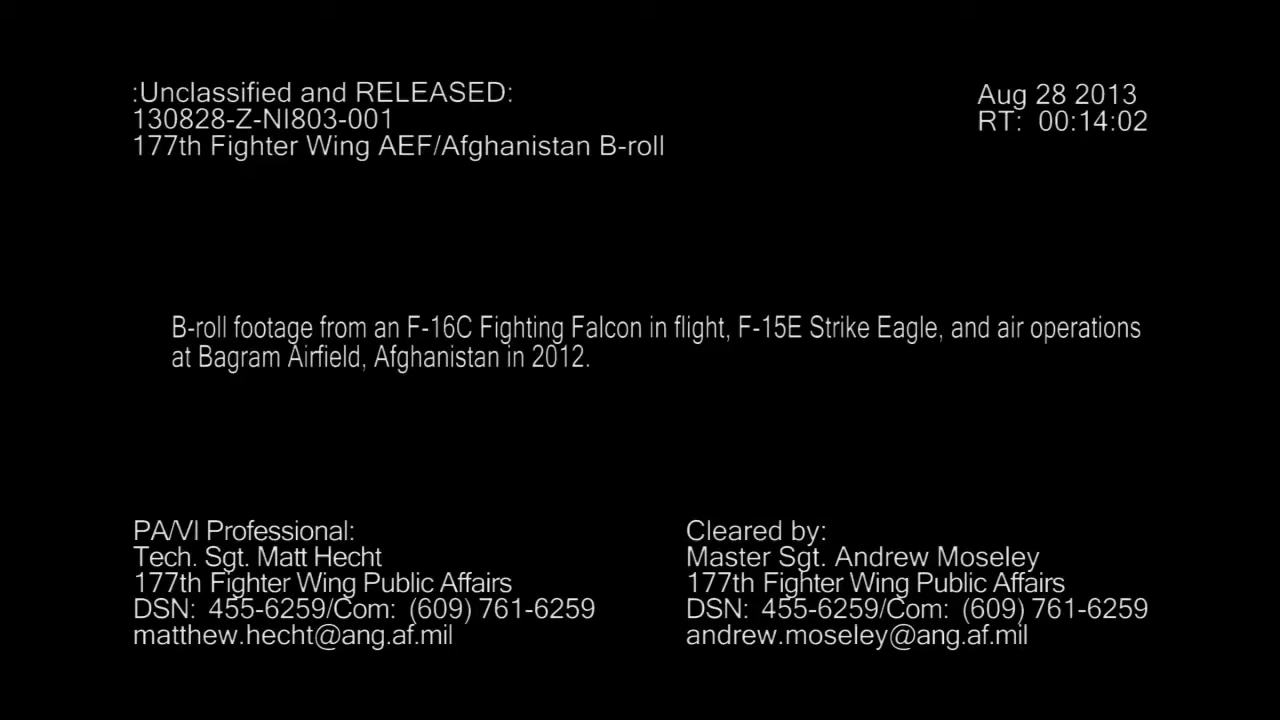 :Unclassified and RELEASED:
130828-Z-NI803-001
177th Fighter Wing AEF/Afghanistan B-roll
Aug 28 2013
RT: 00:14:02
B-roll footage from an F-16C Fighting Falcon in flight, F-15E Strike Eagle, and air operations
at Bagram Airfield, Afghanistan in 2012.
PA/VI Professional:
Tech. Sgt. Matt Hecht
177th Fighter Wing Public Affairs
DSN: 455-6259/Com: (609) 761-6259
matthew.hecht@ang.af.mil
Cleared by:
Master Sgt. Andrew Moseley
177th Fighter Wing Public Affairs
DSN: 455-6259/Com: (609) 761-6259
andrew.moseley@ang.af.mil